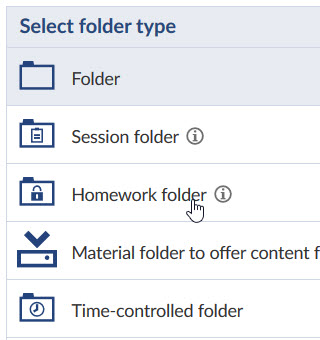 Select folder type
Folder
Session folder
Homework folder
Material folder to offer content f
Time-controlled folder